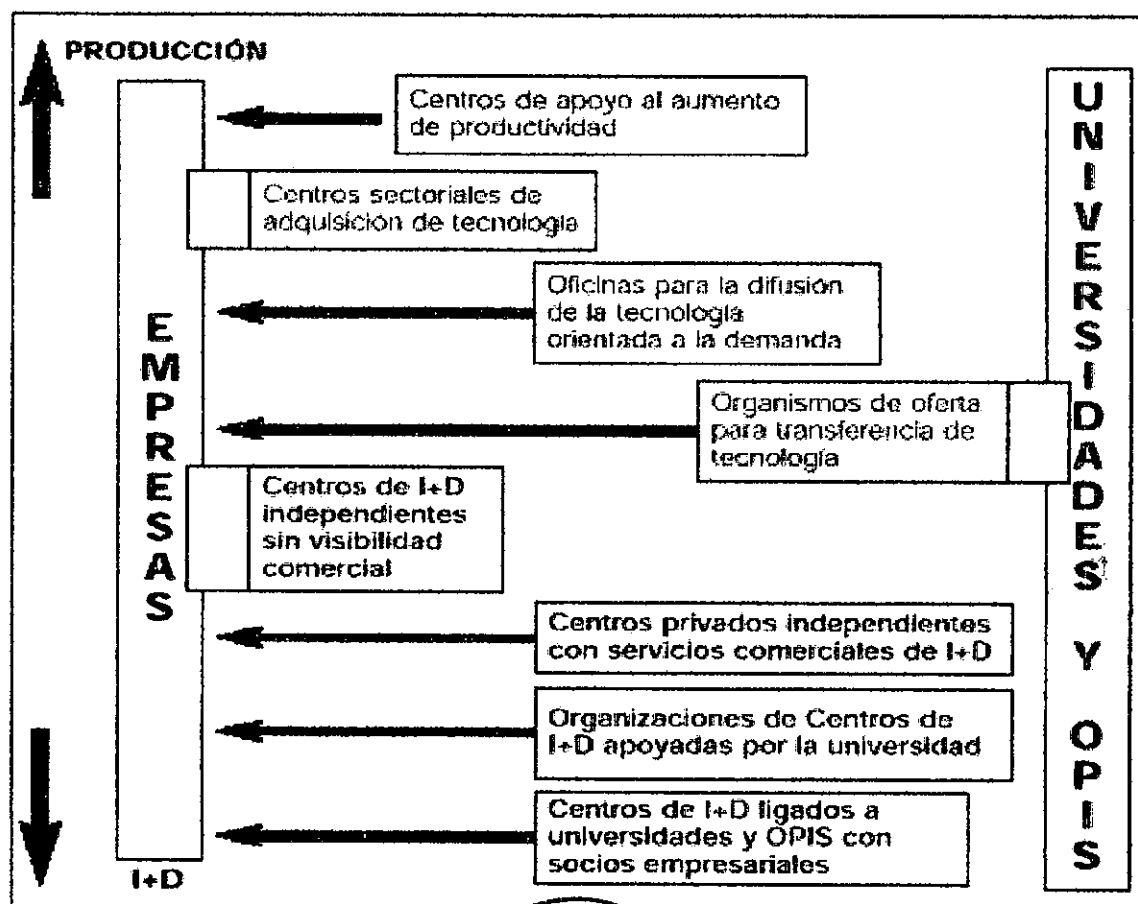 PRODUCCIÓN
Centros de apoyo al aumento
de productividad
Centros sectoriales de
adquisición de tecnología
Oficinas para la difusión
de la tecnología
orientada a la demanda
Organismos de oferta
para transferencia de
tecnología
Centros de I+D
independientes
sin visibilidad
comercial
Centros privados independientes
con servicios comerciales de I+D
Organizaciones de Centros de
I+D apoyadas por la universidad
Centros de I+D ligados a
universidades y OPIS con
socios empresariales
EMPRESAS
I+D
UNIVERSIDADES Y OPIS